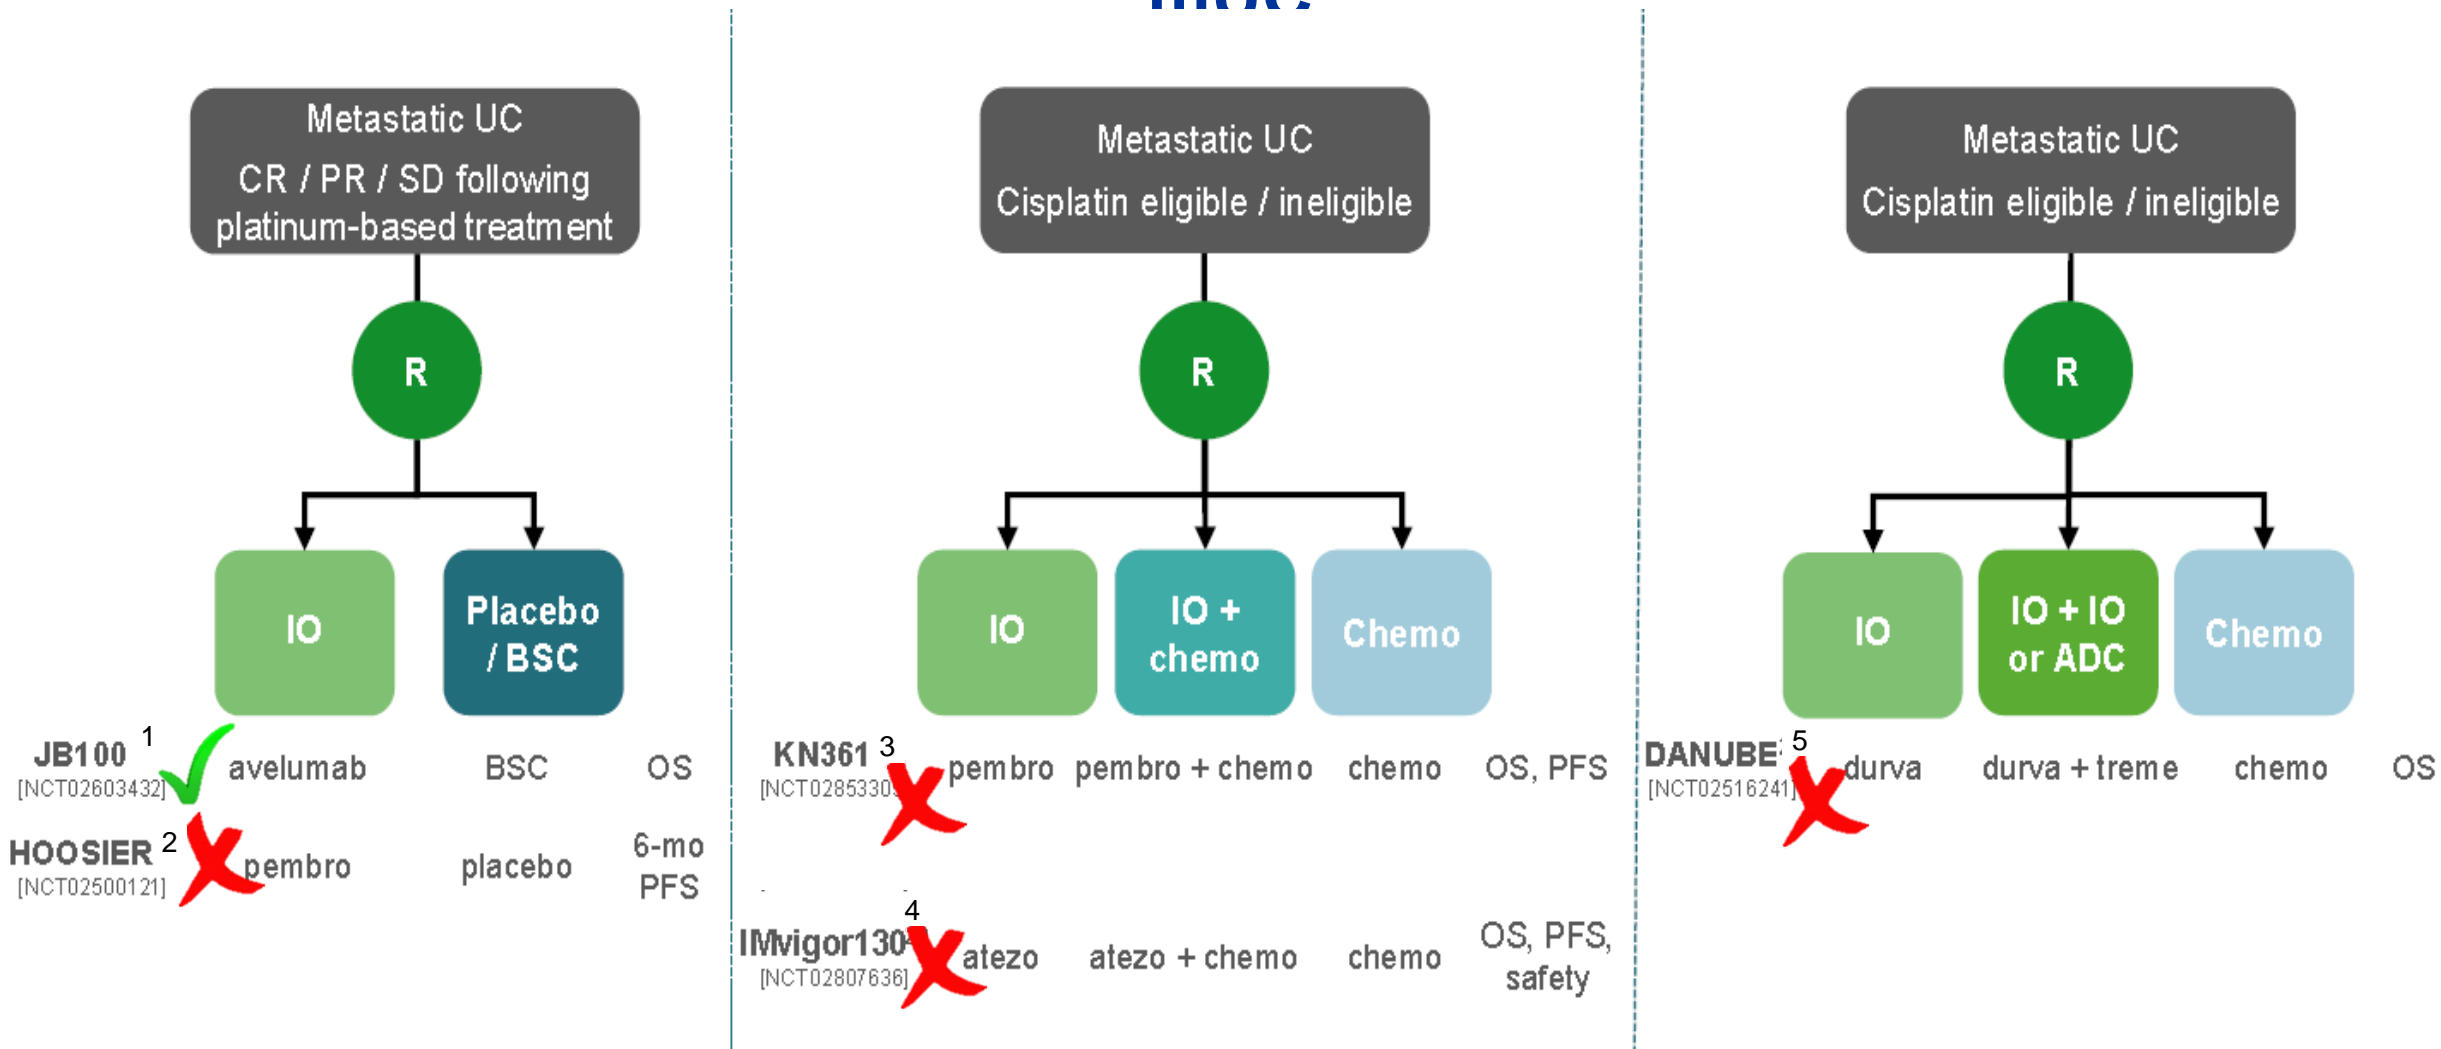 Metastatic UC
CR / PR / SD following
platinum-based treatment
R
IO
Placebo
/ BSC
JB100 1
[NCT02603432]
avelumab
BSC
OS
HOOSIER 2
[NCT02500121]
pembro
placebo
6-mo
PFS
Metastatic UC
Cisplatin eligible / ineligible
R
IO
IO +
chemo
Chemo
KN361 3
pembro
pembro + chemo
chemo
OS, PFS
IMvigor130 4
[NCT02807636]
atezo
atezo + chemo
chemo
OS, PFS,
safety
Metastatic UC
Cisplatin eligible / ineligible
R
IO
IO + IO
or ADC
Chemo
DANUBE 5
[NCT02516241]
durva
durva + treme
chemo
OS